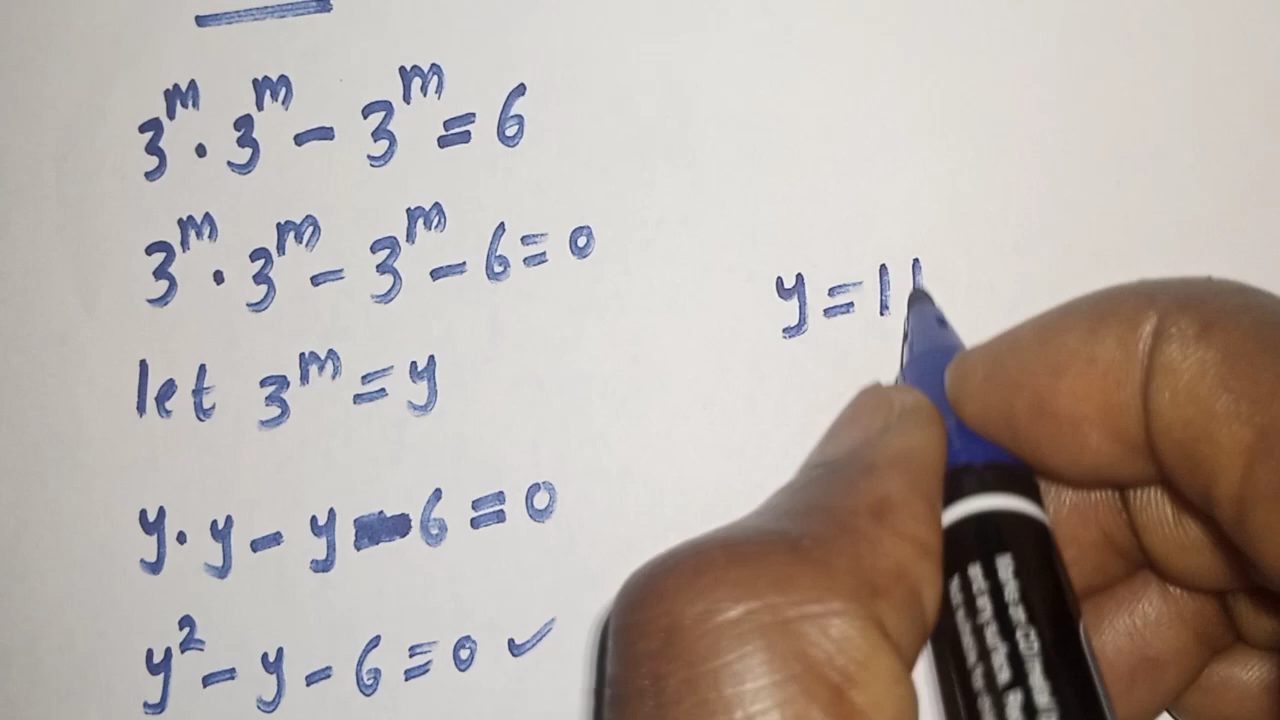 3^m · 3^m - 3^m = 6
3^m · 3^m - 3^m - 6 = 0
let 3^m = y
y · y - y - 6 = 0
y² - y - 6 = 0 ✓
y = 1